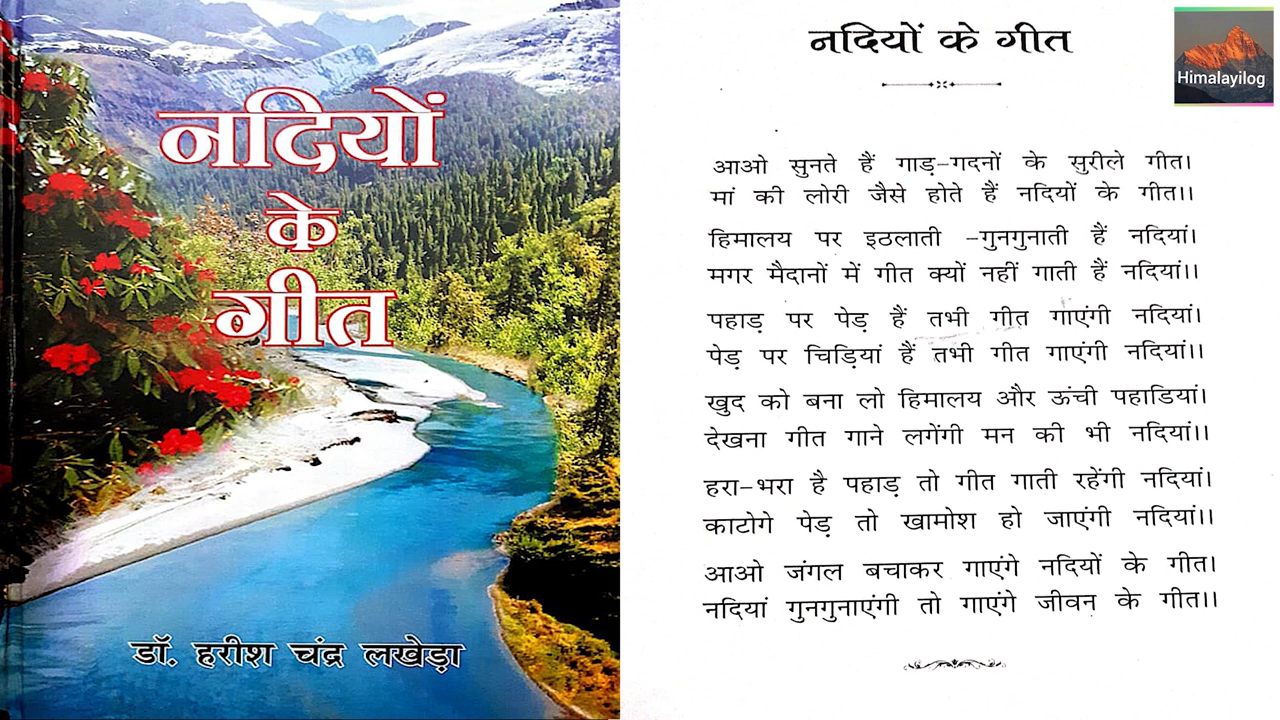 नदियों
के
गीत
डॉ. हरीश चंद्र लखेड़ा
नदियों के गीत
Himalayilog
आओ सुनते हैं गाड़-गदनों के सुरीले गीत।
मां की लोरी जैसे होते हैं नदियों के गीत।।
हिमालय पर इठलाती -गुनगुनाती हैं नदियां।
मगर मैदानों में गीत क्यों नहीं गाती हैं नदियां।।
पहाड़ पर पेड़ हैं तभी गीत गाएंगी नदियां।
पेड़ पर चिड़ियां हैं तभी गीत गाएंगी नदियां।।
खुद को बना लो हिमालय और ऊंची पहाडियां।
देखना गीत गाने लगेंगी मन की भी नदियां।।
हरा-भरा है पहाड़ तो गीत गाती रहेंगी नदियां।
काटोगे पेड़ तो खामोश हो जाएंगी नदियां।।
आओ जंगल बचाकर गाएंगे नदियों के गीत।
नदियां गुनगुनाएंगी तो गाएंगे जीवन के गीत।।